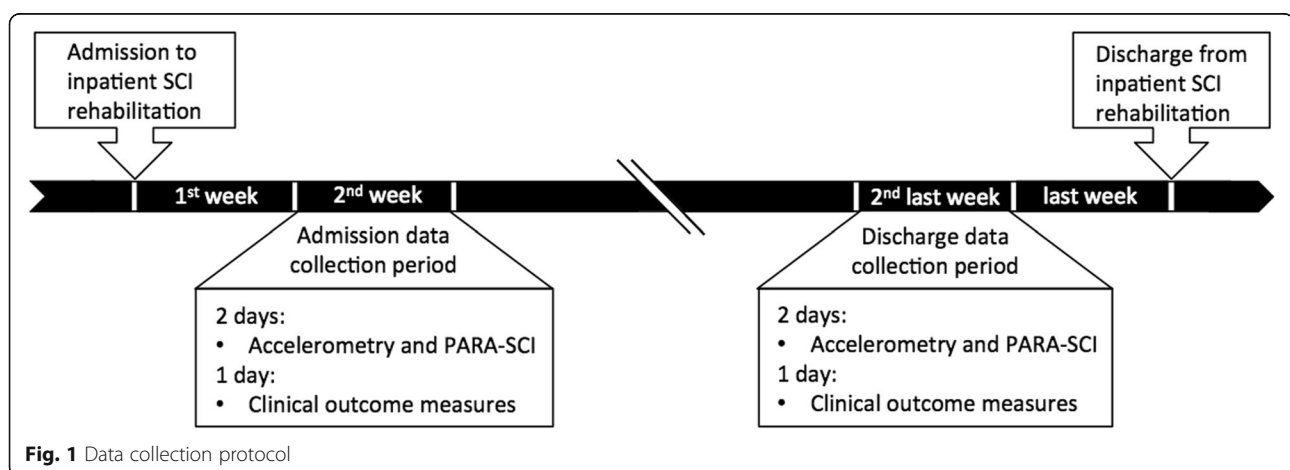 Admission to
inpatient SCI
rehabilitation
Discharge from
inpatient SCI
rehabilitation
1st week
2nd week
2nd last week
last week
Admission data
collection period
Discharge data
collection period
2 days:
• Accelerometry and PARA-SCI
1 day:
• Clinical outcome measures
2 days:
• Accelerometry and PARA-SCI
1 day:
• Clinical outcome measures
Fig. 1 Data collection protocol